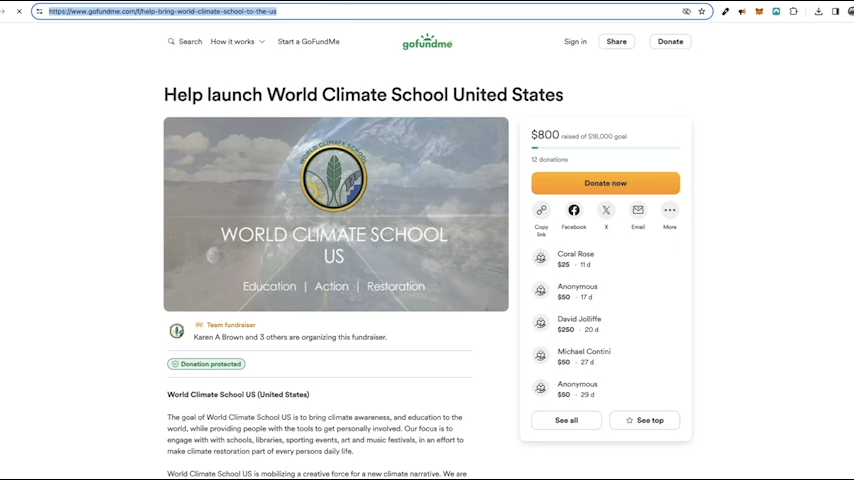 https://www.gofundme.com/f/help-bring-world-climate-school-to-the-us
Search
How it works
Start a GoFundMe
gofundme
Sign in
Share
Donate
Help launch World Climate School United States
WORLD CLIMATE SCHOOL
WORLD CLIMATE SCHOOL
US
Education | Action | Restoration
Team fundraiser
Karen A Brown and 3 others are organizing this fundraiser.
Donation protected
World Climate School US (United States)
The goal of World Climate School US is to bring climate awareness, and education to the
world, while providing people with the tools to get personally involved. Our focus is to
engage with with schools, libraries, sporting events, art and music festivals, in an effort to
make climate restoration part of every persons daily life.
World Climate School US is mobilizing a creative force for a new climate narrative. We are
$800 raised of $18,000 goal
12 donations
Donate now
Copy
link
Facebook
X
Email
More
Coral Rose
$25 · 11 d
Anonymous
$50 · 17 d
David Jolliffe
$250 · 20 d
Michael Contini
$50 · 27 d
Anonymous
$50 · 29 d
See all
See top